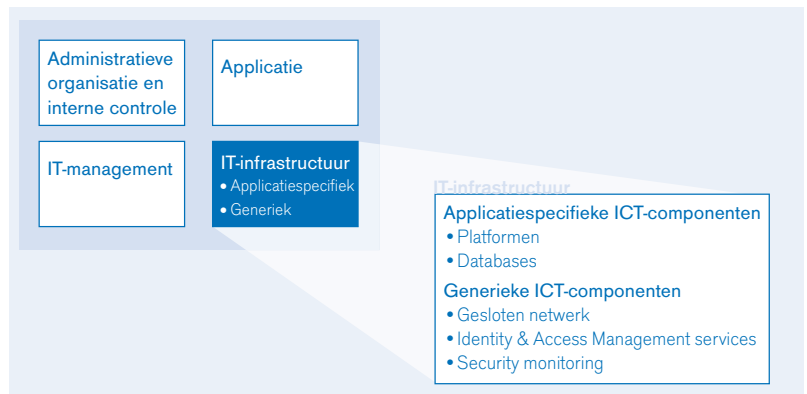 Administratieve
organisatie en
interne controle
Applicatie
IT-management
IT-infrastructuur
• Applicatiespecifiek
• Generiek
IT-infrastructuur
Applicatiespecifieke ICT-componenten
• Platformen
• Databases
Generieke ICT-componenten
• Gesloten netwerk
• Identity & Access Management services
• Security monitoring